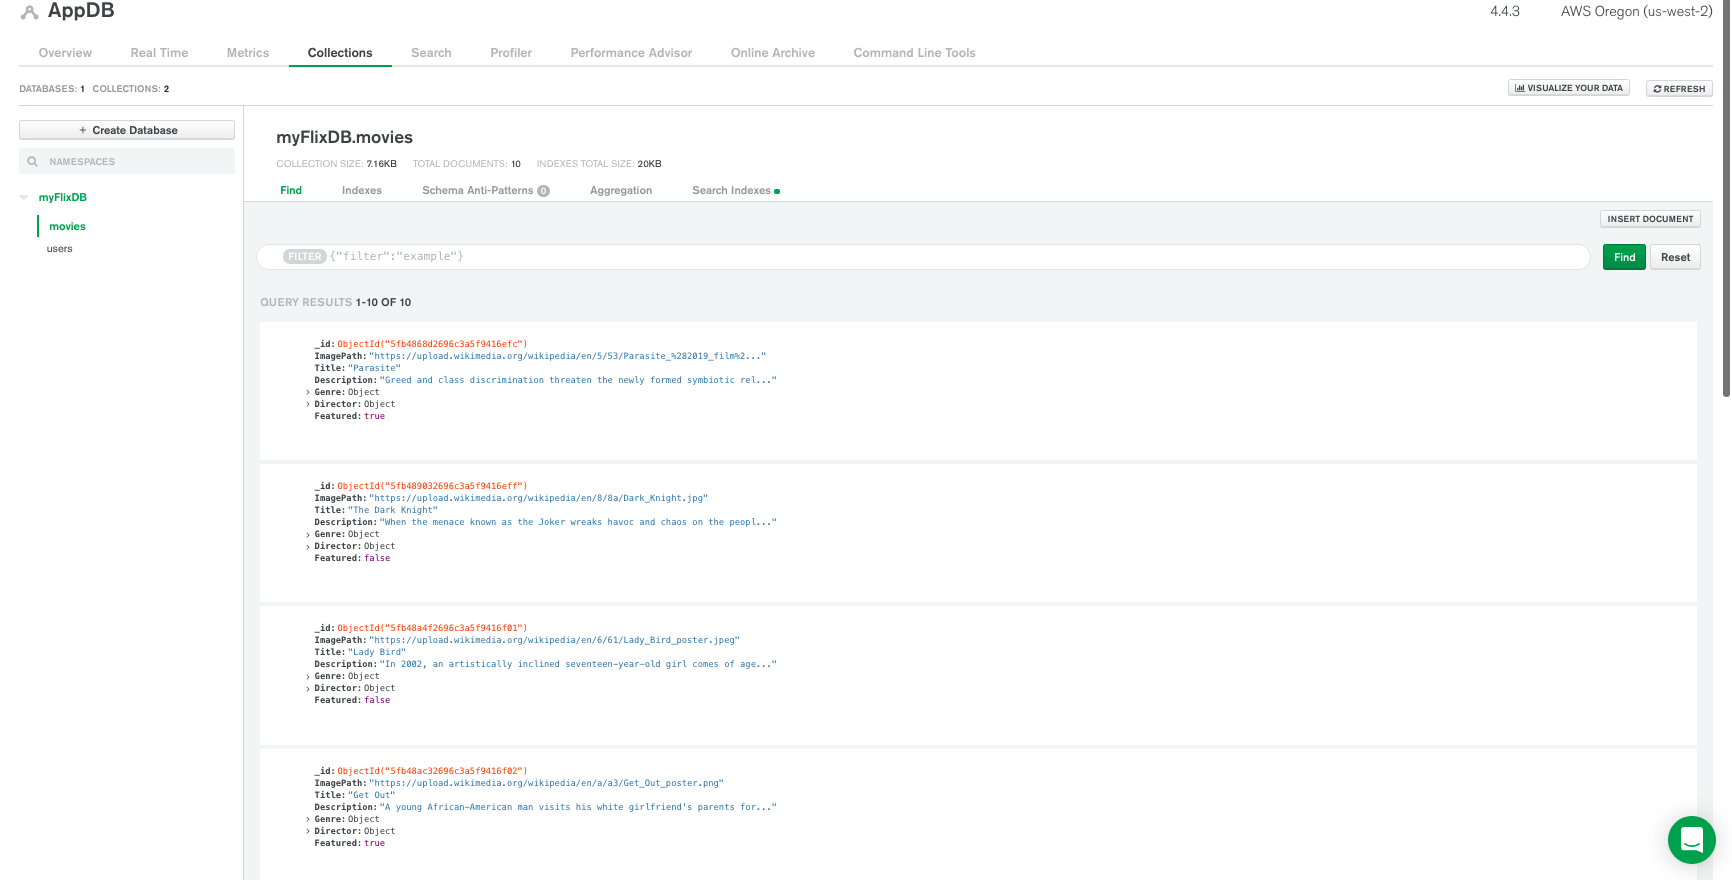 AppDB
4.4.3 AWS Oregon (us-west-2)
Overview Real Time Metrics Collections Search Profiler Performance Advisor Online Archive Command Line Tools
DATABASES: 1 COLLECTIONS: 2
VISUALIZE YOUR DATA REFRESH
+ Create Database
NAMESPACES
myFlixDB
movies
users
myFlixDB.movies
COLLECTION SIZE: 7.16KB TOTAL DOCUMENTS: 10 INDEXES TOTAL SIZE: 20KB
Find Indexes Schema Anti-Patterns 0 Aggregation Search Indexes
INSERT DOCUMENT
FILTER {"filter":"example"}
Find Reset
QUERY RESULTS 1-10 OF 10
_id: ObjectId("5fb4868d2696c3a5f9416efc")
ImagePath: "https://upload.wikimedia.org/wikipedia/en/5/53/Parasite_%282019_film%2..."
Title: "Parasite"
Description: "Greed and class discrimination threaten the newly formed symbiotic rel..."
> Genre: Object
> Director: Object
Featured: true
_id: ObjectId("5fb489032696c3a5f9416eff")
ImagePath: "https://upload.wikimedia.org/wikipedia/en/8/8a/Dark_Knight.jpg"
Title: "The Dark Knight"
Description: "When the menace known as the Joker wreaks havoc and chaos on the peopl..."
> Genre: Object
> Director: Object
Featured: false
_id: ObjectId("5fb48a4f2696c3a5f9416f01")
ImagePath: "https://upload.wikimedia.org/wikipedia/en/6/61/Lady_Bird_poster.jpeg"
Title: "Lady Bird"
Description: "In 2002, an artistically inclined seventeen-year-old girl comes of age..."
> Genre: Object
> Director: Object
Featured: false
_id: ObjectId("5fb48ac32696c3a5f9416f02")
ImagePath: "https://upload.wikimedia.org/wikipedia/en/a/a3/Get_Out_poster.png"
Title: "Get Out"
Description: "A young African-American man visits his white girlfriend's parents for..."
> Genre: Object
> Director: Object
Featured: true